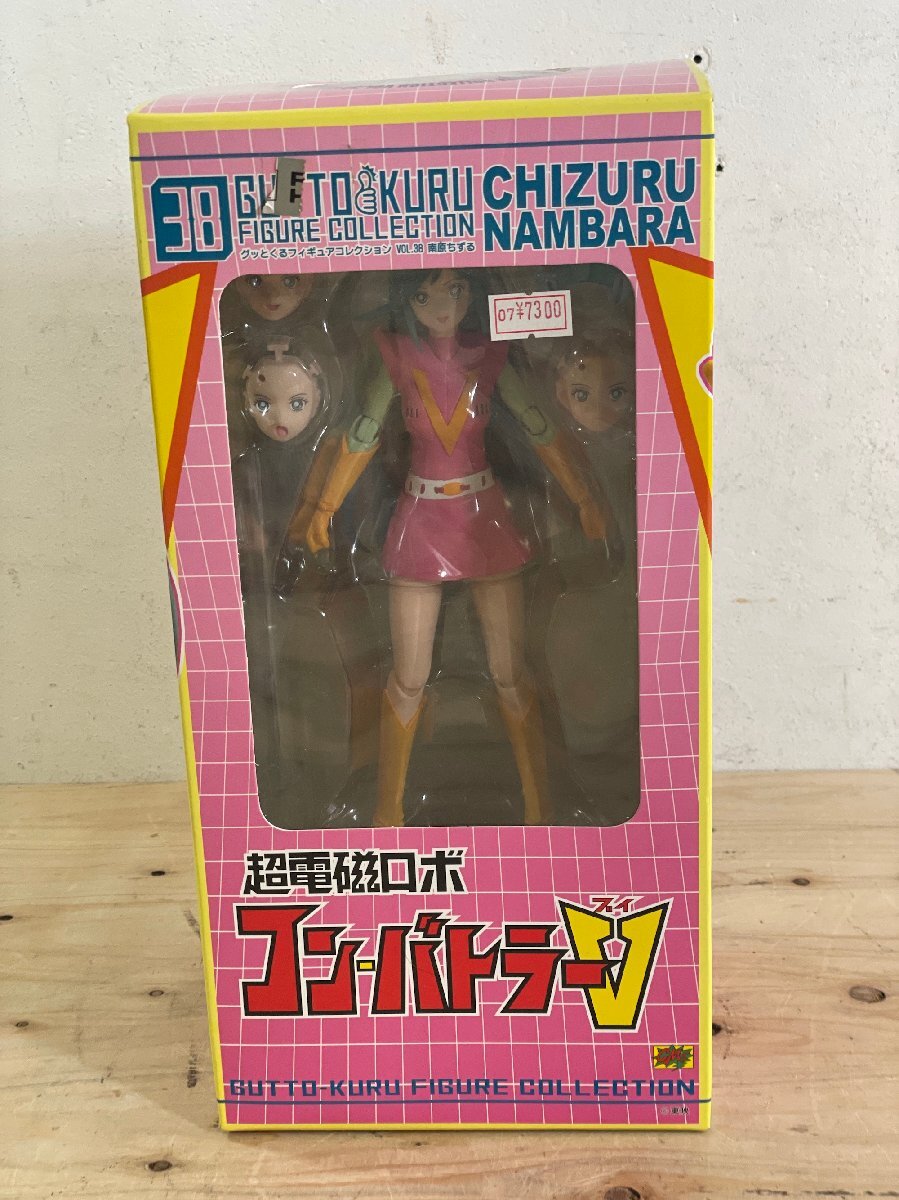 38
GUTTO KURU
FIGURE COLLECTION
CHIZURU
NAMBARA
グッとくるフィギュアコレクション VOL.38 南原ちずる
07¥7300
V
超電磁ロボ
コン・バトラーV
ブイ
GUTTO-KURU FIGURE COLLECTION
©東映